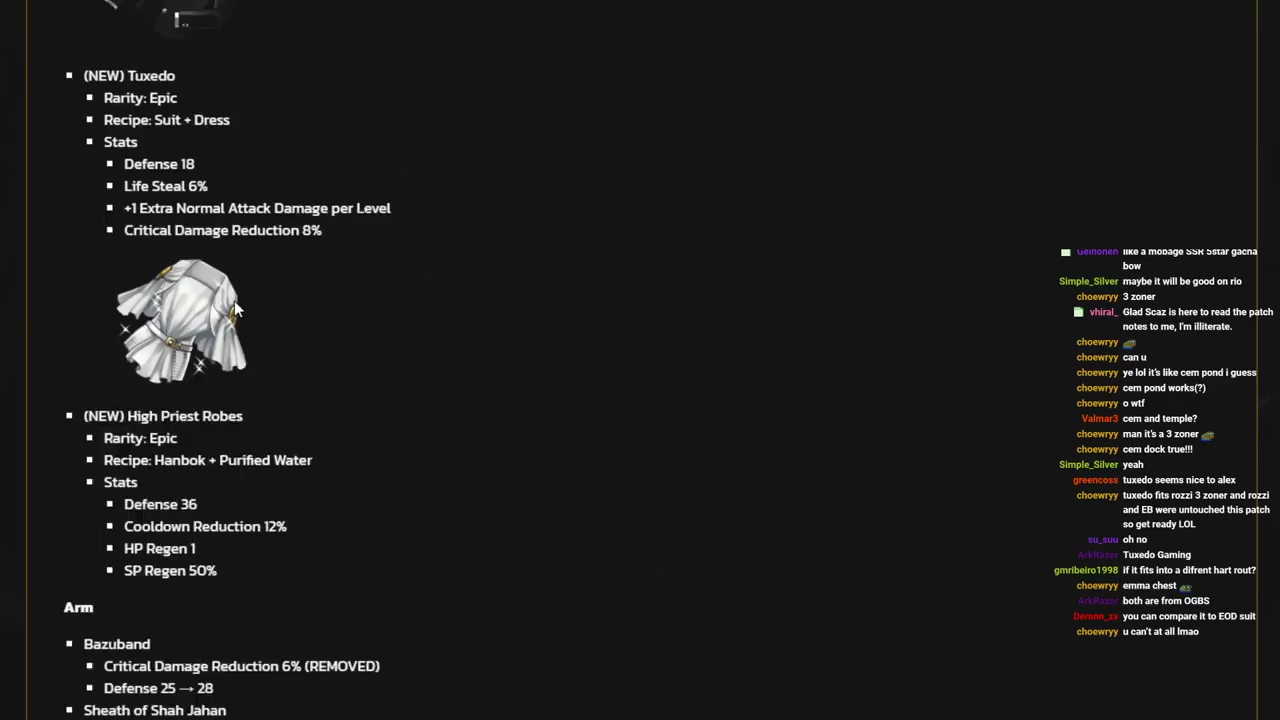 (NEW) Tuxedo
Rarity: Epic
Recipe: Suit + Dress
Stats
Defense 18
Life Steal 6%
+1 Extra Normal Attack Damage per Level
Critical Damage Reduction 8%
(NEW) High Priest Robes
Rarity: Epic
Recipe: Hanbok + Purified Water
Stats
Defense 36
Cooldown Reduction 12%
HP Regen 1
SP Regen 50%
Arm
Bazuband
Critical Damage Reduction 6% (REMOVED)
Defense 25 → 28
Sheath of Shah Jahan
Geihonen like a mobage SSR 5star gacha
bow
Simple_Silver maybe it will be good on rio
choewryy 3 zoner
vhiral_ Glad Scaz is here to read the patch
notes to me, I'm illiterate.
choewryy
choewryy can u
choewryy ye lol it's like cem pond i guess
choewryy cem pond works(?)
choewryy o wtf
Valmar3 cem and temple?
choewryy man it's a 3 zoner
choewryy cem dock true!!!
Simple_Silver yeah
greencoss tuxedo seems nice to alex
choewryy tuxedo fits rozzi 3 zoner and rozzi
and EB were untouched this patch
so get ready LOL
su_suu oh no
ArkRazor Tuxedo Gaming
gmribeiro1998 if it fits into a difrent hart rout?
choewryy emma chest
ArkRazor both are from OGBS
Demon_zx you can compare it to EOD suit
choewryy u can't at all lmao